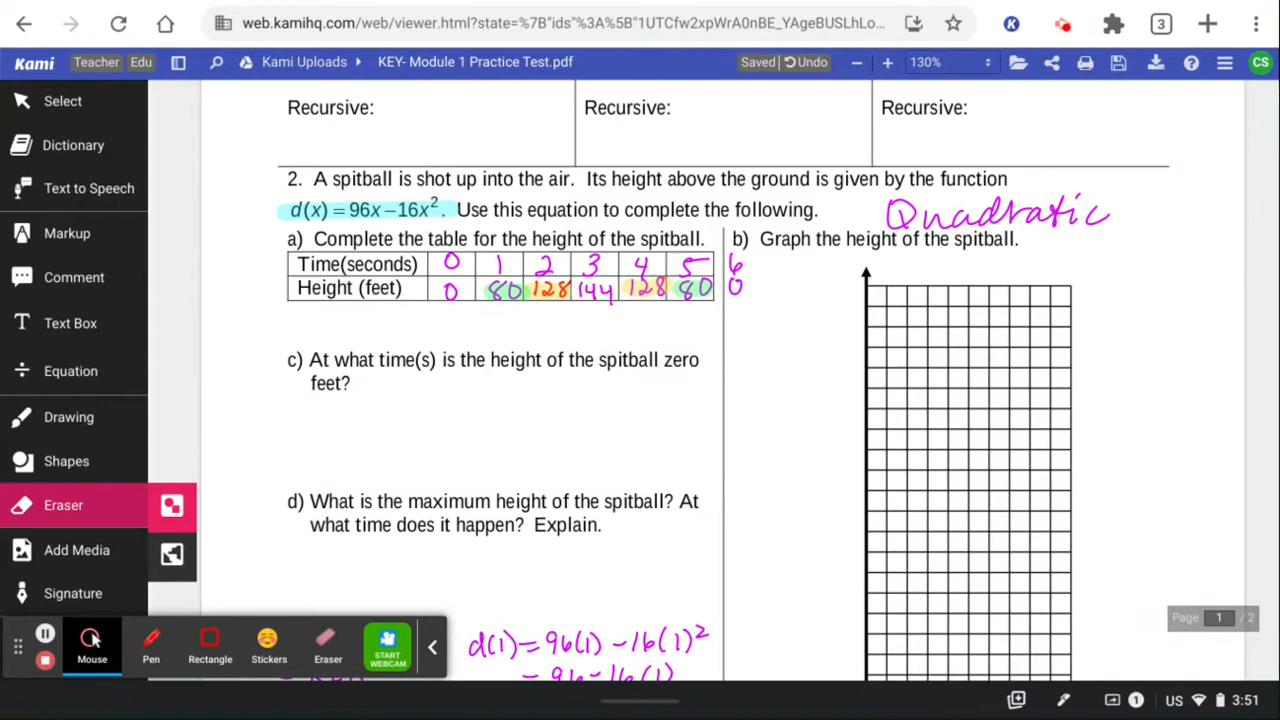 web.kamihq.com/web/viewer.html?state=%7B"ids"%3A%5B"1UTCfw2xpWrA0nBE_YAgeBUSLhLo...
K
3
Kami Teacher Edu Kami Uploads KEY- Module 1 Practice Test.pdf Saved Undo 130% CS
Select
Dictionary
Text to Speech
Markup
Comment
Text Box
Equation
Drawing
Shapes
Eraser
Add Media
Signature
Recursive: Recursive: Recursive:
2. A spitball is shot up into the air. Its height above the ground is given by the function
d(x) = 96x − 16x². Use this equation to complete the following.
Quadratic
a) Complete the table for the height of the spitball.
Time(seconds) 0 1 2 3 4 5 6
Height (feet) 0 80 128 144 128 80 0
b) Graph the height of the spitball.
c) At what time(s) is the height of the spitball zero
feet?
d) What is the maximum height of the spitball? At
what time does it happen? Explain.
d(1) = 96(1) − 16(1)²
= 96 − 16(1)
Page 1 / 2
Mouse
Pen
Rectangle
Stickers
Eraser
START
WEBCAM
1 US 3:51